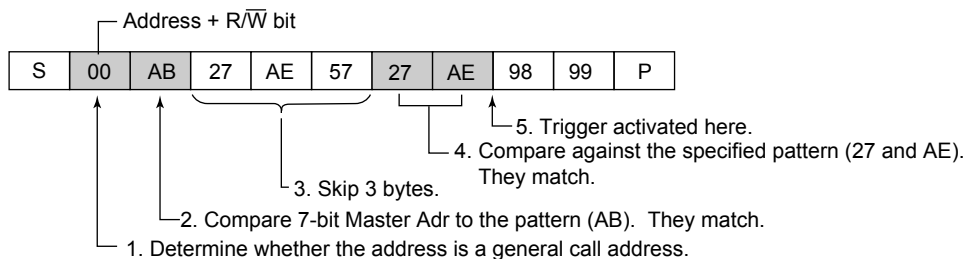 Address + R/W̅ bit
S 00 AB 27 AE 57 27 AE 98 99 P
5. Trigger activated here.
4. Compare against the specified pattern (27 and AE).
They match.
3. Skip 3 bytes.
2. Compare 7-bit Master Adr to the pattern (AB). They match.
1. Determine whether the address is a general call address.